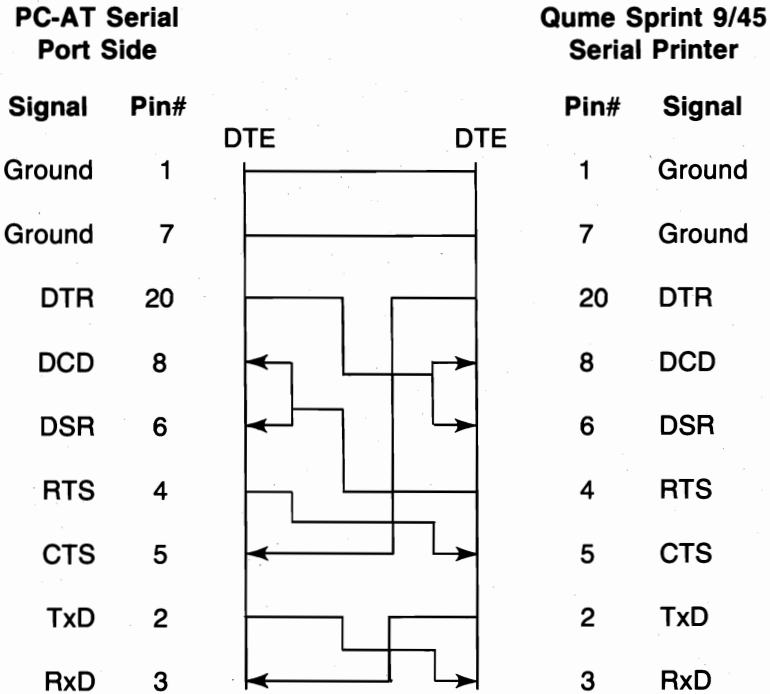 PC-AT Serial Port Side
Qume Sprint 9/45 Serial Printer
Signal Pin# Pin# Signal
DTE DTE
Ground 1 1 Ground
Ground 7 7 Ground
DTR 20 20 DTR
DCD 8 8 DCD
DSR 6 6 DSR
RTS 4 4 RTS
CTS 5 5 CTS
TxD 2 2 TxD
RxD 3 3 RxD